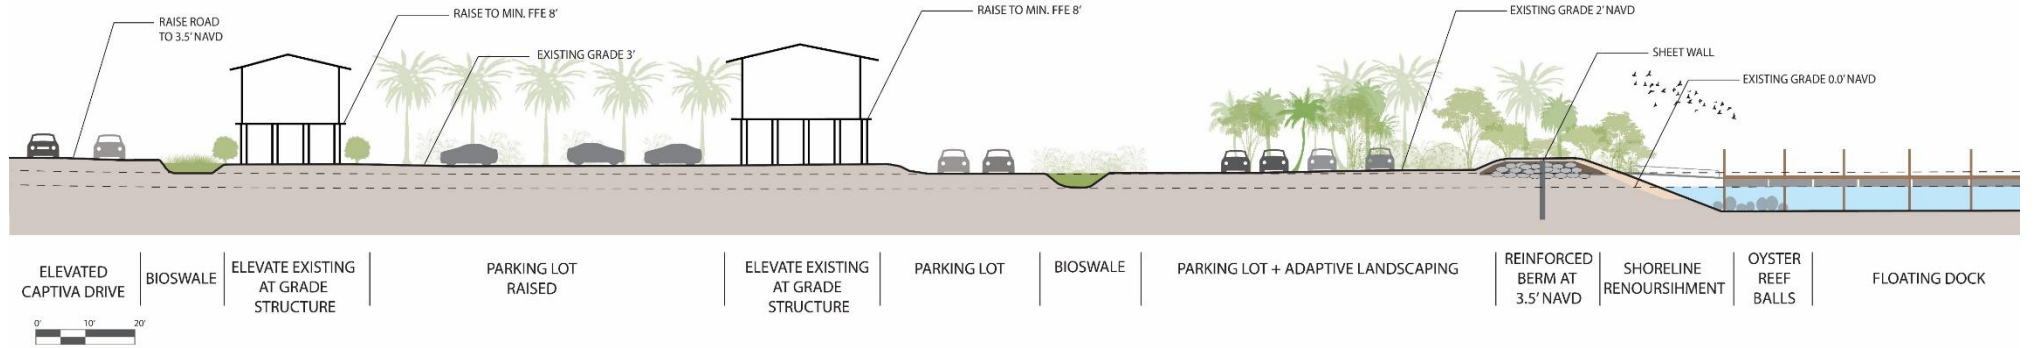 RAISE ROAD
TO 3.5' NAVD
RAISE TO MIN. FFE 8'
EXISTING GRADE 3'
RAISE TO MIN. FFE 8'
EXISTING GRADE 2' NAVD
SHEET WALL
EXISTING GRADE 0.0' NAVD
ELEVATED
CAPTIVA DRIVE
BIOSWALE
ELEVATE EXISTING
AT GRADE
STRUCTURE
PARKING LOT
RAISED
ELEVATE EXISTING
AT GRADE
STRUCTURE
PARKING LOT
BIOSWALE
PARKING LOT + ADAPTIVE LANDSCAPING
REINFORCED
BERM AT
3.5' NAVD
SHORELINE
RENOURSIHMENT
OYSTER
REEF
BALLS
FLOATING DOCK
0' 10' 20'